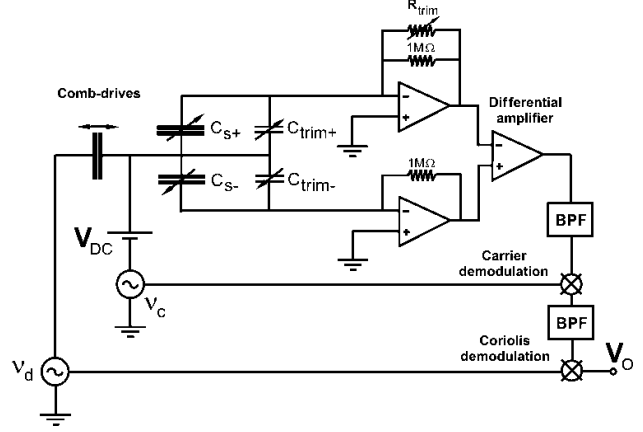 R_trim
1MΩ
Comb-drives
C_s+
C_trim+
-
+
Differential
amplifier
-
+
C_s-
C_trim-
1MΩ
-
+
V_DC
BPF
Carrier
demodulation
ν_c
BPF
Coriolis
demodulation
V_O
ν_d